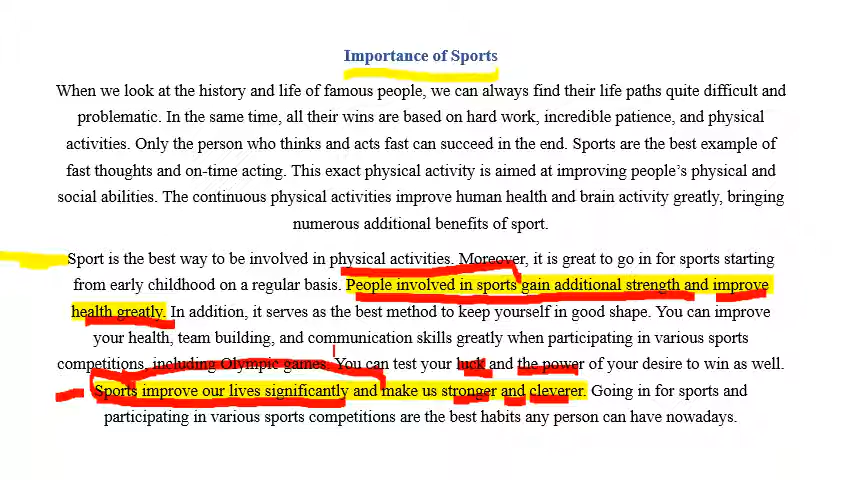 Importance of Sports
When we look at the history and life of famous people, we can always find their life paths quite difficult and
problematic. In the same time, all their wins are based on hard work, incredible patience, and physical
activities. Only the person who thinks and acts fast can succeed in the end. Sports are the best example of
fast thoughts and on-time acting. This exact physical activity is aimed at improving people’s physical and
social abilities. The continuous physical activities improve human health and brain activity greatly, bringing
numerous additional benefits of sport.
Sport is the best way to be involved in physical activities. Moreover, it is great to go in for sports starting
from early childhood on a regular basis. People involved in sports gain additional strength and improve
health greatly. In addition, it serves as the best method to keep yourself in good shape. You can improve
your health, team building, and communication skills greatly when participating in various sports
competitions, including Olympic games. You can test your luck and the power of your desire to win as well.
Sports improve our lives significantly and make us stronger and cleverer. Going in for sports and
participating in various sports competitions are the best habits any person can have nowadays.